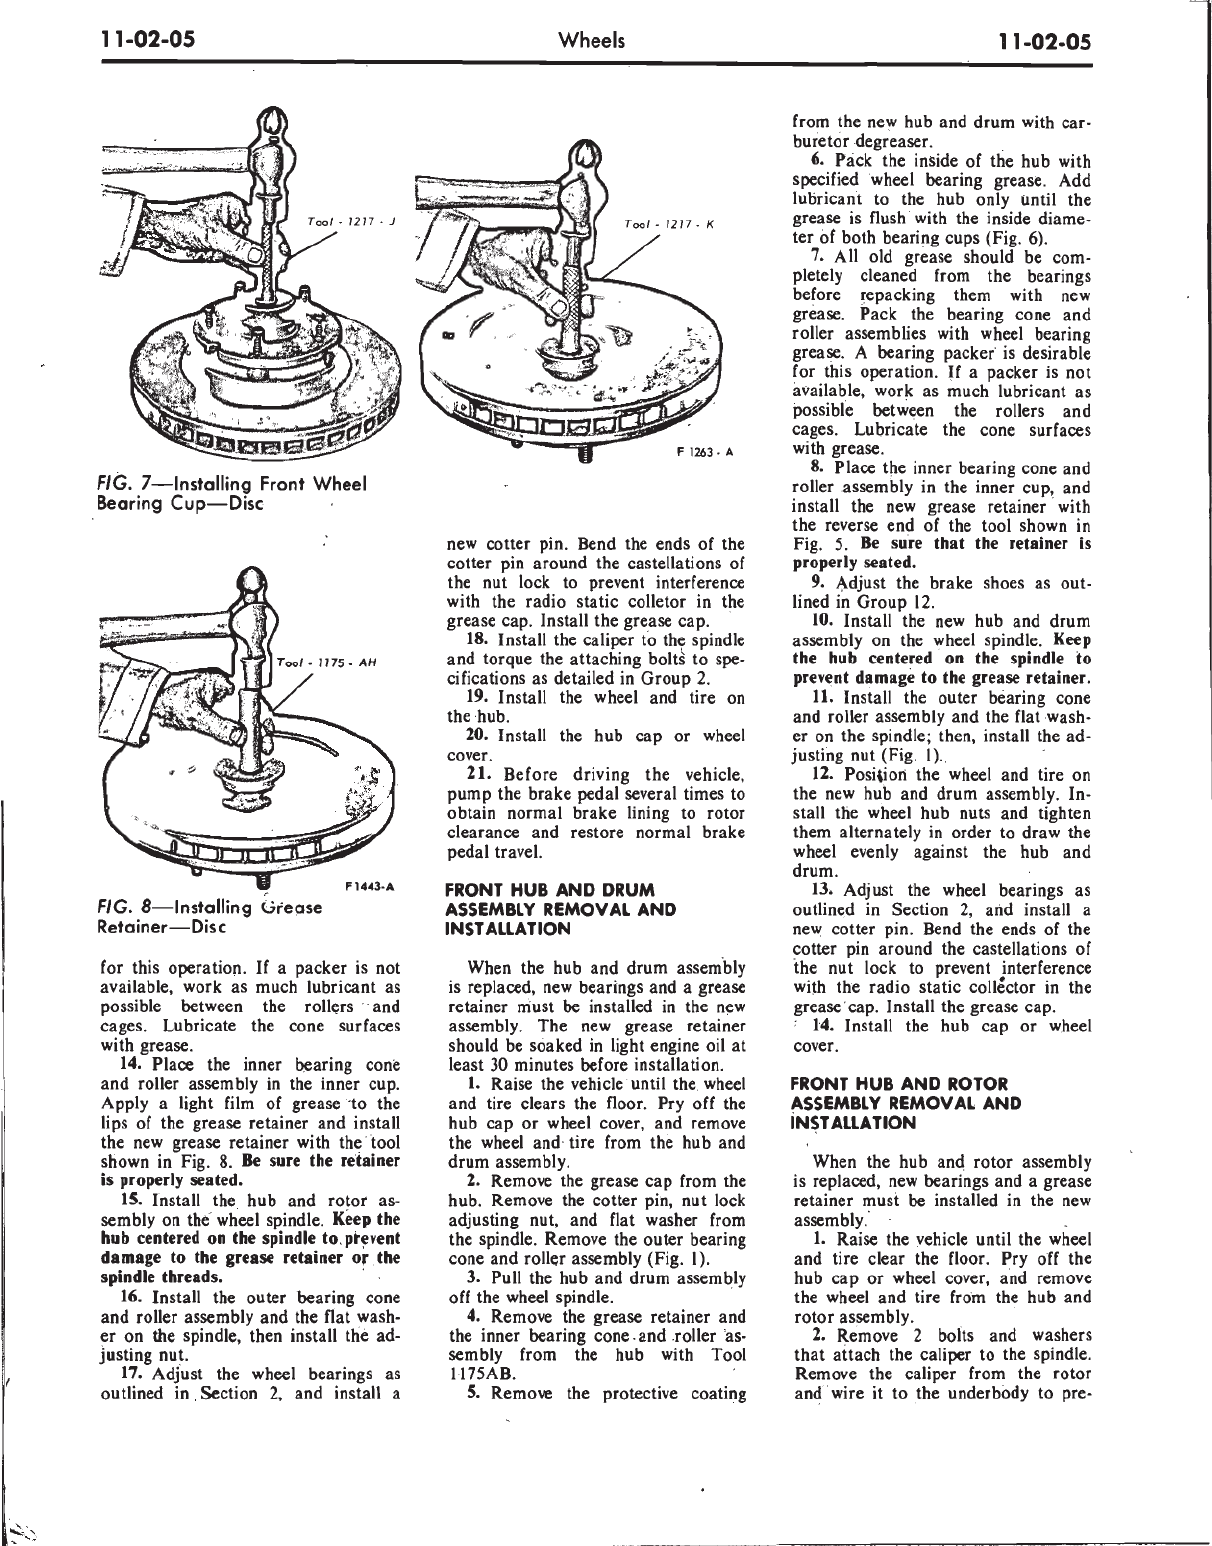 11-02-05
Wheels
11-02-05
Tool - 1217 - J
Tool - 1217 - K
F 1263 - A
FIG. 7—Installing Front Wheel
Bearing Cup—Disc
Tool - 1175 - AH
F1443-A
FIG. 8—Installing Grease
Retainer—Disc
for this operation. If a packer is not
available, work as much lubricant as
possible between the rollers and
cages. Lubricate the cone surfaces
with grease.
14. Place the inner bearing cone
and roller assembly in the inner cup.
Apply a light film of grease to the
lips of the grease retainer and install
the new grease retainer with the tool
shown in Fig. 8. Be sure the retainer
is properly seated.
15. Install the hub and rotor as-
sembly on the wheel spindle. Keep the
hub centered on the spindle to prevent
damage to the grease retainer or the
spindle threads.
16. Install the outer bearing cone
and roller assembly and the flat wash-
er on the spindle, then install the ad-
justing nut.
17. Adjust the wheel bearings as
outlined in Section 2, and install a
new cotter pin. Bend the ends of the
cotter pin around the castellations of
the nut lock to prevent interference
with the radio static colletor in the
grease cap. Install the grease cap.
18. Install the caliper to the spindle
and torque the attaching bolts to spe-
cifications as detailed in Group 2.
19. Install the wheel and tire on
the hub.
20. Install the hub cap or wheel
cover.
21. Before driving the vehicle,
pump the brake pedal several times to
obtain normal brake lining to rotor
clearance and restore normal brake
pedal travel.
FRONT HUB AND DRUM
ASSEMBLY REMOVAL AND
INSTALLATION
When the hub and drum assembly
is replaced, new bearings and a grease
retainer must be installed in the new
assembly. The new grease retainer
should be soaked in light engine oil at
least 30 minutes before installation.
1. Raise the vehicle until the wheel
and tire clears the floor. Pry off the
hub cap or wheel cover, and remove
the wheel and tire from the hub and
drum assembly.
2. Remove the grease cap from the
hub. Remove the cotter pin, nut lock
adjusting nut, and flat washer from
the spindle. Remove the outer bearing
cone and roller assembly (Fig. 1).
3. Pull the hub and drum assembly
off the wheel spindle.
4. Remove the grease retainer and
the inner bearing cone and roller as-
sembly from the hub with Tool
1175AB.
5. Remove the protective coating
from the new hub and drum with car-
buretor degreaser.
6. Pack the inside of the hub with
specified wheel bearing grease. Add
lubricant to the hub only until the
grease is flush with the inside diame-
ter of both bearing cups (Fig. 6).
7. All old grease should be com-
pletely cleaned from the bearings
before repacking them with new
grease. Pack the bearing cone and
roller assemblies with wheel bearing
grease. A bearing packer is desirable
for this operation. If a packer is not
available, work as much lubricant as
possible between the rollers and
cages. Lubricate the cone surfaces
with grease.
8. Place the inner bearing cone and
roller assembly in the inner cup, and
install the new grease retainer with
the reverse end of the tool shown in
Fig. 5. Be sure that the retainer is
properly seated.
9. Adjust the brake shoes as out-
lined in Group 12.
10. Install the new hub and drum
assembly on the wheel spindle. Keep
the hub centered on the spindle to
prevent damage to the grease retainer.
11. Install the outer bearing cone
and roller assembly and the flat wash-
er on the spindle; then, install the ad-
justing nut (Fig. 1).
12. Position the wheel and tire on
the new hub and drum assembly. In-
stall the wheel hub nuts and tighten
them alternately in order to draw the
wheel evenly against the hub and
drum.
13. Adjust the wheel bearings as
outlined in Section 2, and install a
new cotter pin. Bend the ends of the
cotter pin around the castellations of
the nut lock to prevent interference
with the radio static collector in the
grease cap. Install the grease cap.
14. Install the hub cap or wheel
cover.
FRONT HUB AND ROTOR
ASSEMBLY REMOVAL AND
INSTALLATION
When the hub and rotor assembly
is replaced, new bearings and a grease
retainer must be installed in the new
assembly.
1. Raise the vehicle until the wheel
and tire clear the floor. Pry off the
hub cap or wheel cover, and remove
the wheel and tire from the hub and
rotor assembly.
2. Remove 2 bolts and washers
that attach the caliper to the spindle.
Remove the caliper from the rotor
and wire it to the underbody to pre-